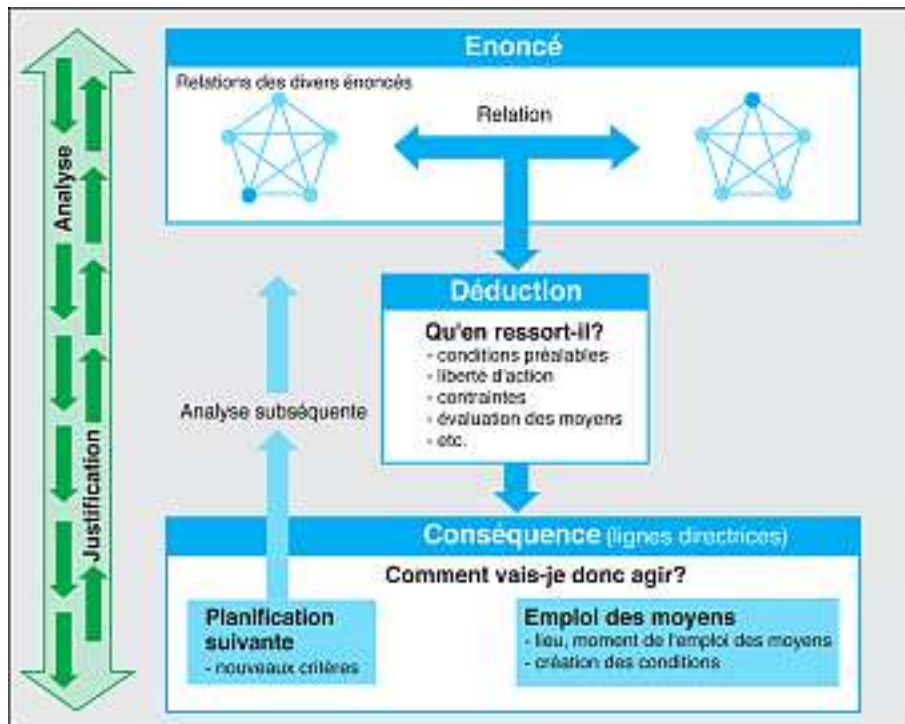 Enoncé
Relations des divers énoncés
Relation
Analyse
Justification
Déduction
Qu'en ressort-il?
- conditions préalables
- liberté d'action
- contraintes
- évaluation des moyens
- etc.
Analyse subséquente
Conséquence (lignes directrices)
Comment vais-je donc agir?
Planification
suivante
- nouveaux critères
Emploi des moyens
- lieu, moment de l'emploi des moyens
- création des conditions